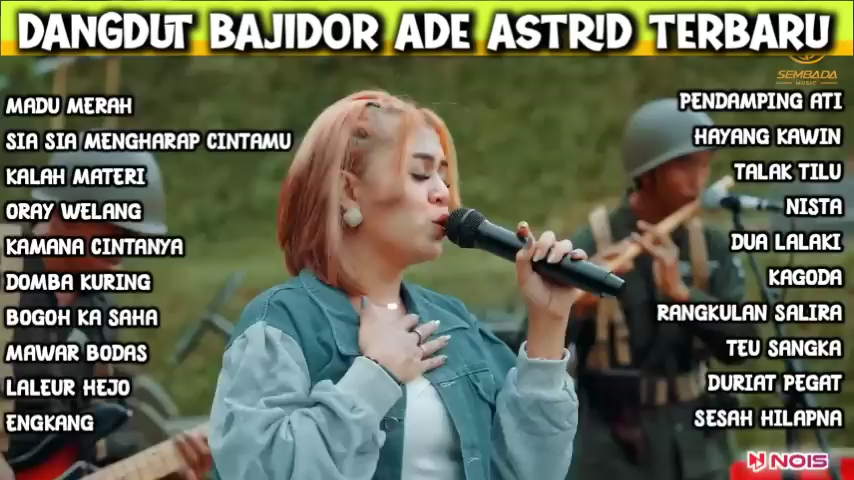 DANGDUT BAJIDOR ADE ASTRID TERBARU
SEMBADA
MUSIC
MADU MERAH
SIA SIA MENGHARAP CINTAMU
KALAH MATERI
ORAY WELANG
KAMANA CINTANYA
DOMBA KURING
BOGOH KA SAHA
MAWAR BODAS
LALEUR HEJO
ENGKANG
PENDAMPING ATI
HAYANG KAWIN
TALAK TILU
NISTA
DUA LALAKI
KAGODA
RANGKULAN SALIRA
TEU SANGKA
DURIAT PEGAT
SESAH HILAPNA
NOIS